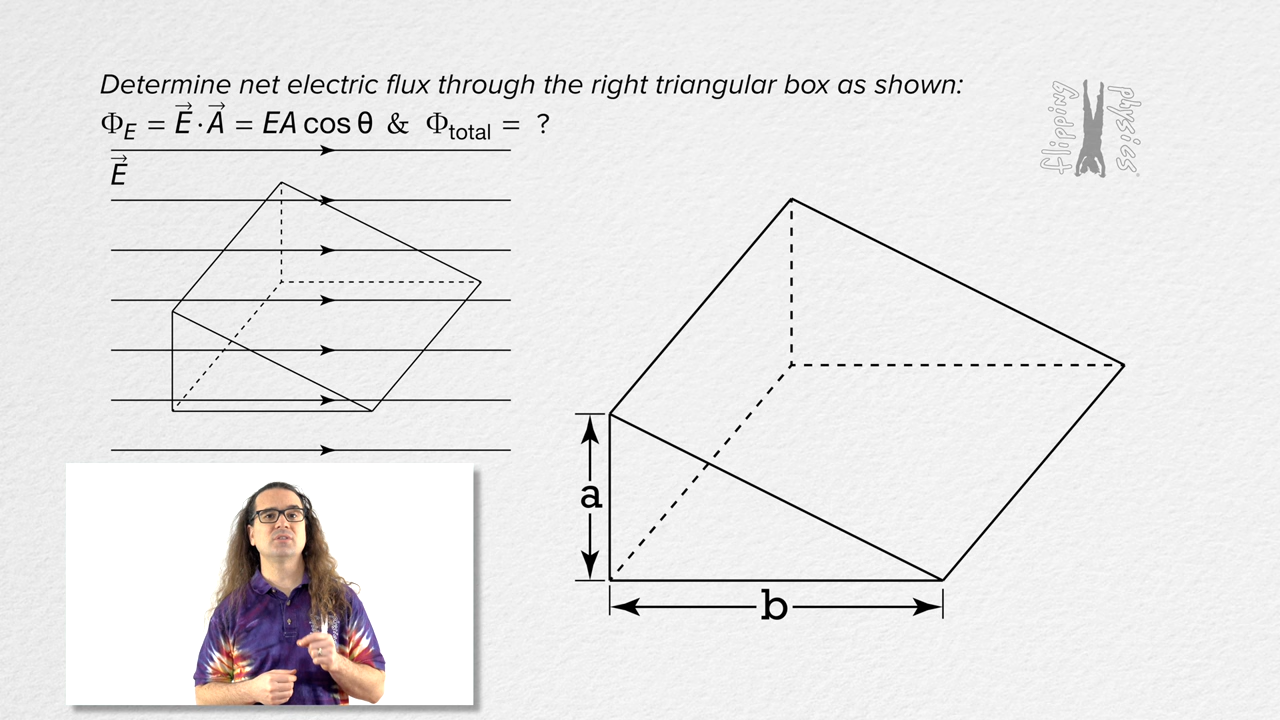 Determine net electric flux through the right triangular box as shown:
Φ_E = E⃗ · A⃗ = EA cos θ & Φ_total = ?
E⃗
flipping
physics
a
b